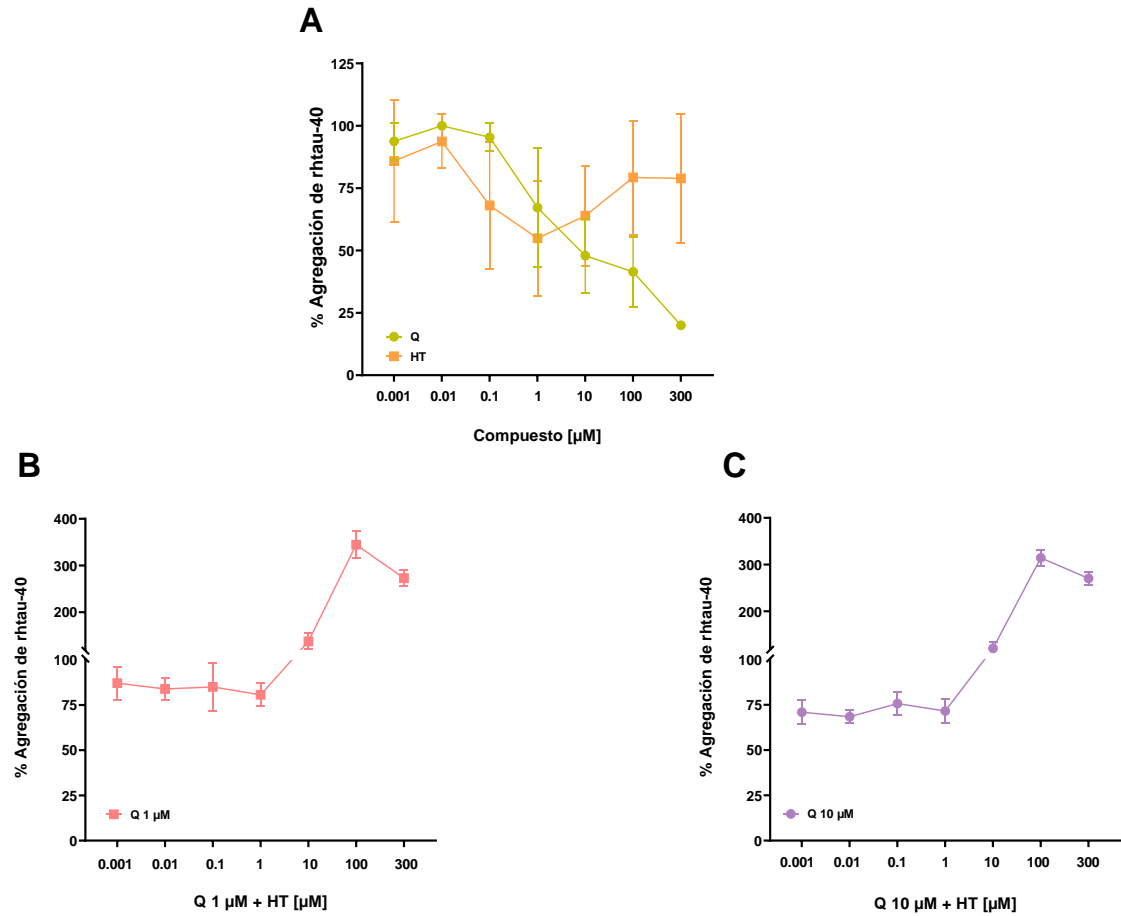 A
% Agregación de rhtau-40
125
100
75
50
25
0
Q
HT
0.001 0.01 0.1 1 10 100 300
Compuesto [µM]
B
% Agregación de rhtau-40
400
300
200
100
75
50
25
0
Q 1 µM
0.001 0.01 0.1 1 10 100 300
Q 1 µM + HT [µM]
C
% Agregación de rhtau-40
400
300
200
100
75
50
25
0
Q 10 µM
0.001 0.01 0.1 1 10 100 300
Q 10 µM + HT [µM]